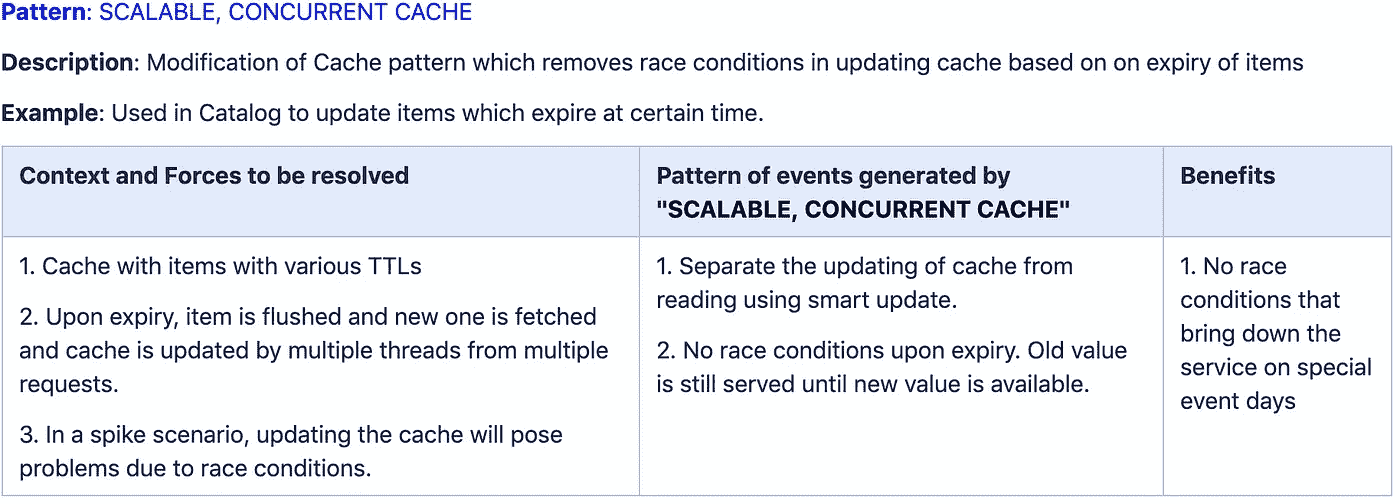 Pattern: SCALABLE, CONCURRENT CACHE
Description: Modification of Cache pattern which removes race conditions in updating cache based on on expiry of items
Example: Used in Catalog to update items which expire at certain time.
Context and Forces to be resolved
Pattern of events generated by
"SCALABLE, CONCURRENT CACHE"
Benefits
1. Cache with items with various TTLs
2. Upon expiry, item is flushed and new one is fetched
and cache is updated by multiple threads from multiple
requests.
3. In a spike scenario, updating the cache will pose
problems due to race conditions.
1. Separate the updating of cache from
reading using smart update.
2. No race conditions upon expiry. Old value
is still served until new value is available.
1. No race
conditions that
bring down the
service on special
event days